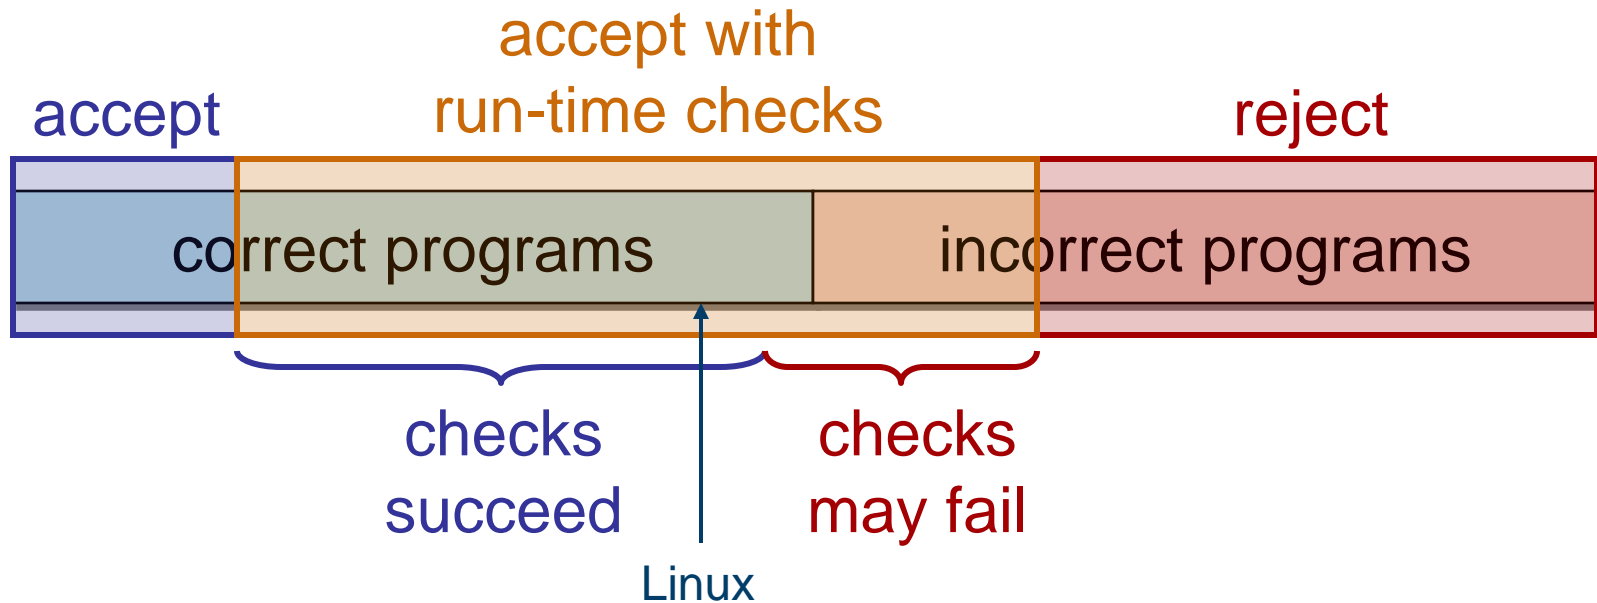 accept with
run-time checks
accept
reject
correct programs
incorrect programs
checks
succeed
checks
may fail
Linux